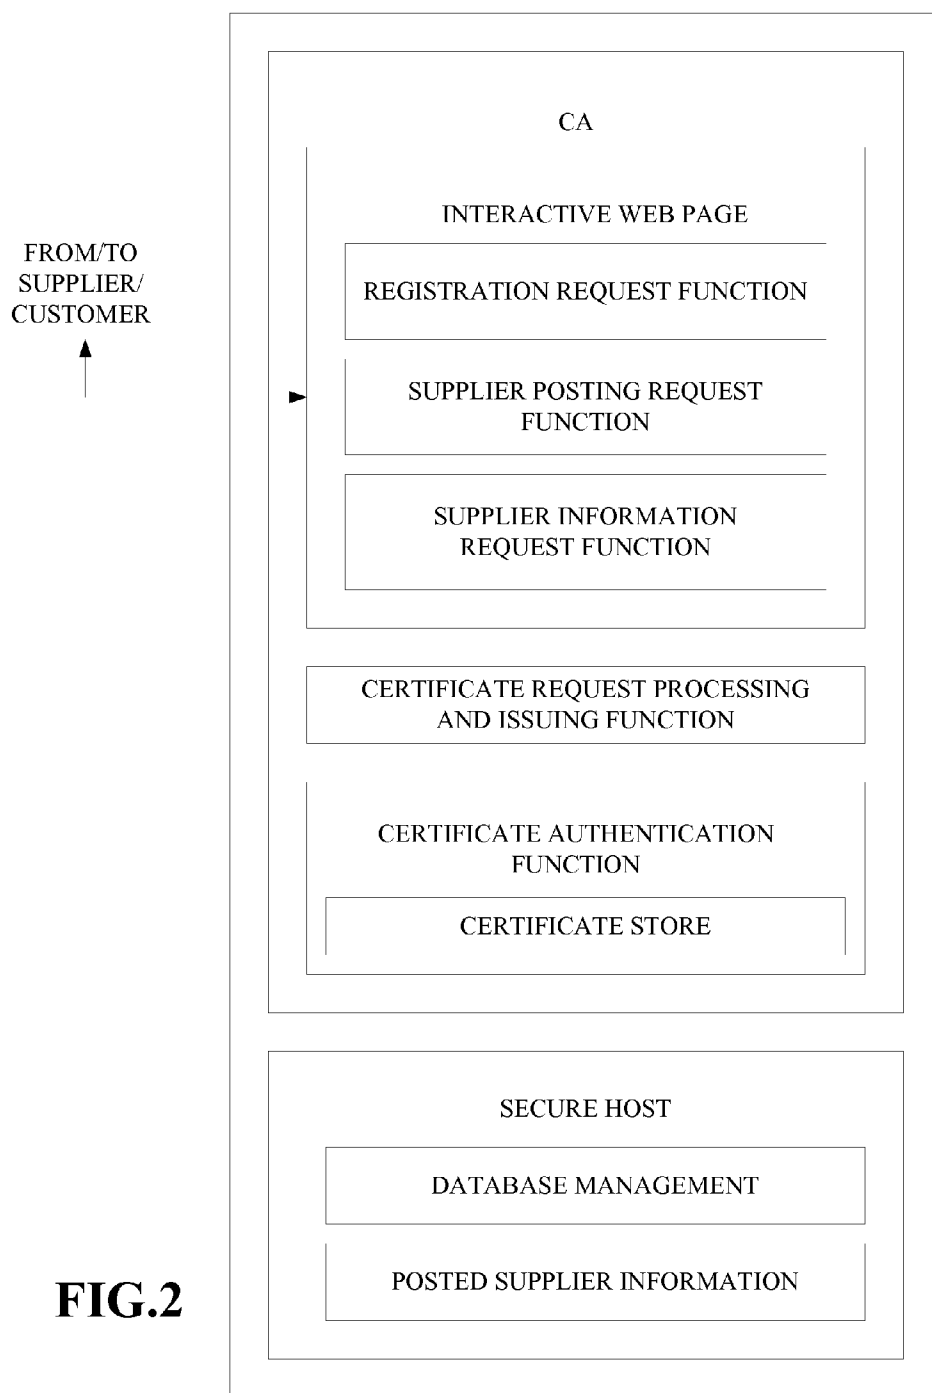 CA
INTERACTIVE WEB PAGE
FROM/TO
SUPPLIER/
CUSTOMER
REGISTRATION REQUEST FUNCTION
SUPPLIER POSTING REQUEST
FUNCTION
SUPPLIER INFORMATION
REQUEST FUNCTION
CERTIFICATE REQUEST PROCESSING
AND ISSUING FUNCTION
CERTIFICATE AUTHENTICATION
FUNCTION
CERTIFICATE STORE
SECURE HOST
DATABASE MANAGEMENT
POSTED SUPPLIER INFORMATION
FIG.2